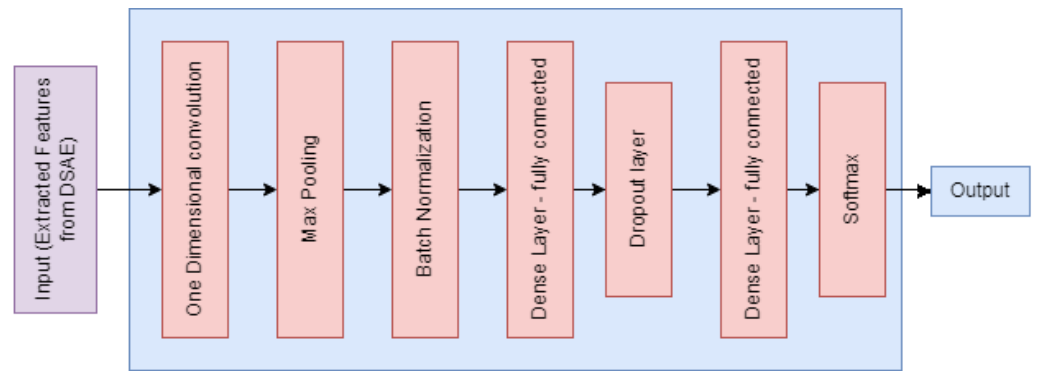 Input (Extracted Features
from DSAE)
One Dimensional convolution
Max Pooling
Batch Normalization
Dense Layer - fully connected
Dropout layer
Dense Layer - fully connected
Softmax
Output